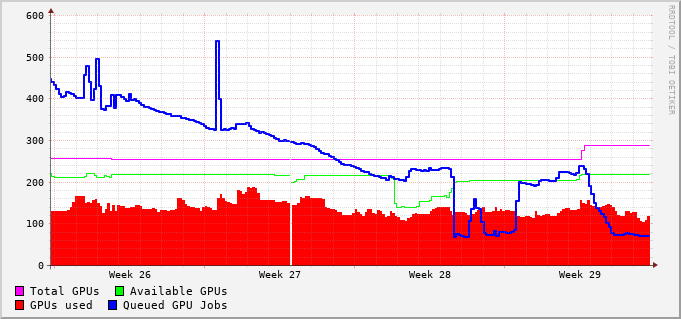 600
500
400
300
200
100
0
Week 26 Week 27 Week 28 Week 29
Total GPUs Available GPUs
GPUs used Queued GPU Jobs
RRDTOOL / TOBI OETIKER